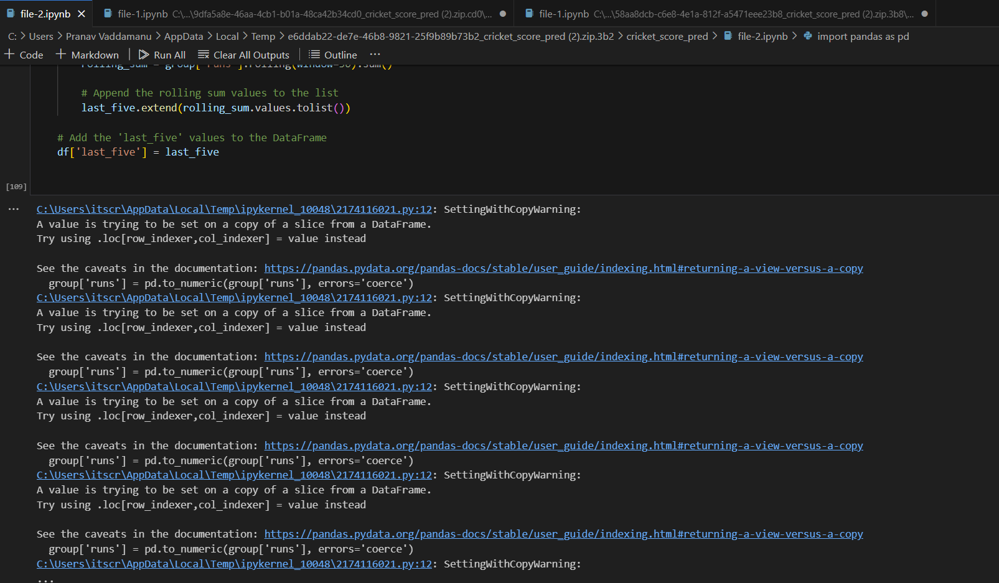 file-2.ipynb
file-1.ipynb C:\...\9dfa5a8e-46aa-4cb1-b01a-48ca42b34cd0_cricket_score_pred (2).zip.cd0\...
file-1.ipynb C:\...\58aa8dcb-c6e8-4e1a-812f-a5471eee23b8_cricket_score_pred (2).zip.3b8\...
C: > Users > Pranav Vaddamanu > AppData > Local > Temp > e6ddab22-de7e-46b8-9821-25f9b89b73b2_cricket_score_pred (2).zip.3b2 > cricket_score_pred > file-2.ipynb > import pandas as pd
+ Code + Markdown | Run All Clear All Outputs | Outline ...
rolling_sum = group['runs'].rolling(window=30).sum()
# Append the rolling sum values to the list
last_five.extend(rolling_sum.values.tolist())
# Add the 'last_five' values to the DataFrame
df['last_five'] = last_five
[109]
... C:\Users\itscr\AppData\Local\Temp\ipykernel_10048\2174116021.py:12: SettingWithCopyWarning:
A value is trying to be set on a copy of a slice from a DataFrame.
Try using .loc[row_indexer,col_indexer] = value instead
See the caveats in the documentation: https://pandas.pydata.org/pandas-docs/stable/user_guide/indexing.html#returning-a-view-versus-a-copy
group['runs'] = pd.to_numeric(group['runs'], errors='coerce')
C:\Users\itscr\AppData\Local\Temp\ipykernel_10048\2174116021.py:12: SettingWithCopyWarning:
A value is trying to be set on a copy of a slice from a DataFrame.
Try using .loc[row_indexer,col_indexer] = value instead
See the caveats in the documentation: https://pandas.pydata.org/pandas-docs/stable/user_guide/indexing.html#returning-a-view-versus-a-copy
group['runs'] = pd.to_numeric(group['runs'], errors='coerce')
C:\Users\itscr\AppData\Local\Temp\ipykernel_10048\2174116021.py:12: SettingWithCopyWarning:
A value is trying to be set on a copy of a slice from a DataFrame.
Try using .loc[row_indexer,col_indexer] = value instead
See the caveats in the documentation: https://pandas.pydata.org/pandas-docs/stable/user_guide/indexing.html#returning-a-view-versus-a-copy
group['runs'] = pd.to_numeric(group['runs'], errors='coerce')
C:\Users\itscr\AppData\Local\Temp\ipykernel_10048\2174116021.py:12: SettingWithCopyWarning:
A value is trying to be set on a copy of a slice from a DataFrame.
Try using .loc[row_indexer,col_indexer] = value instead
See the caveats in the documentation: https://pandas.pydata.org/pandas-docs/stable/user_guide/indexing.html#returning-a-view-versus-a-copy
group['runs'] = pd.to_numeric(group['runs'], errors='coerce')
C:\Users\itscr\AppData\Local\Temp\ipykernel_10048\2174116021.py:12: SettingWithCopyWarning:
...